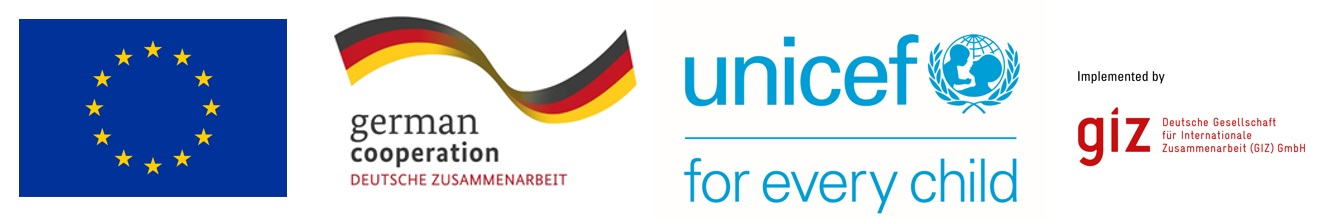 german
cooperation
DEUTSCHE ZUSAMMENARBEIT
unicef
for every child
Implemented by
giz
Deutsche Gesellschaft
für Internationale
Zusammenarbeit (GIZ) GmbH